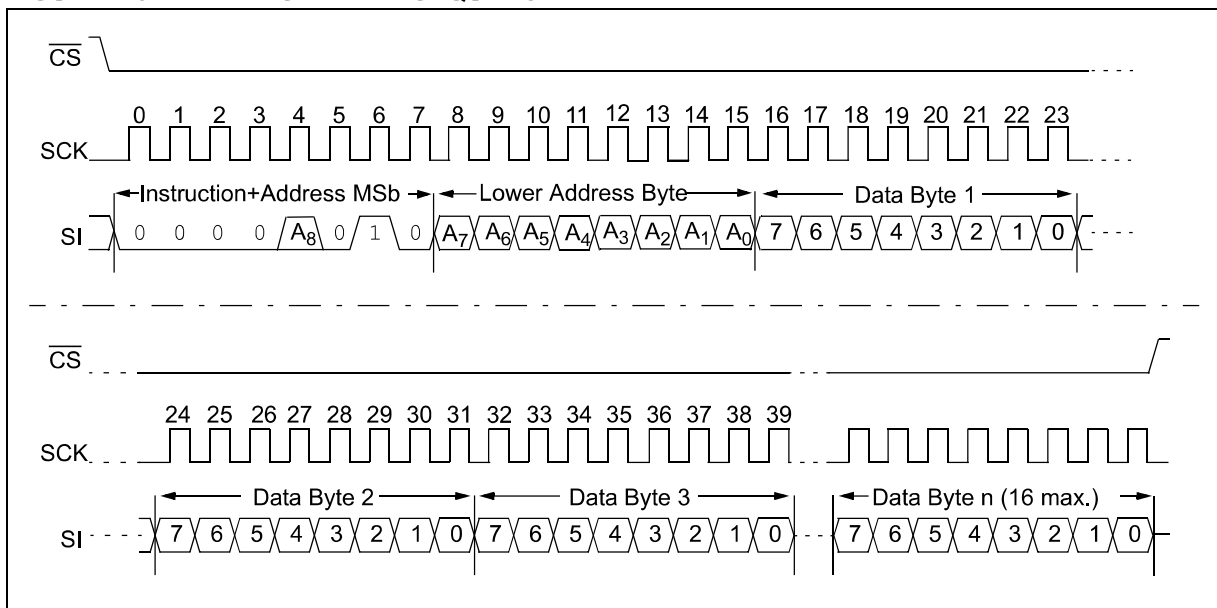 CS
0 1 2 3 4 5 6 7 8 9 10 11 12 13 14 15 16 17 18 19 20 21 22 23
SCK
Instruction+Address MSb Lower Address Byte Data Byte 1
SI 0 0 0 0 A8 0 1 0 A7 A6 A5 A4 A3 A2 A1 A0 7 6 5 4 3 2 1 0
CS
24 25 26 27 28 29 30 31 32 33 34 35 36 37 38 39
SCK
Data Byte 2 Data Byte 3 Data Byte n (16 max.)
SI 7 6 5 4 3 2 1 0 7 6 5 4 3 2 1 0 7 6 5 4 3 2 1 0